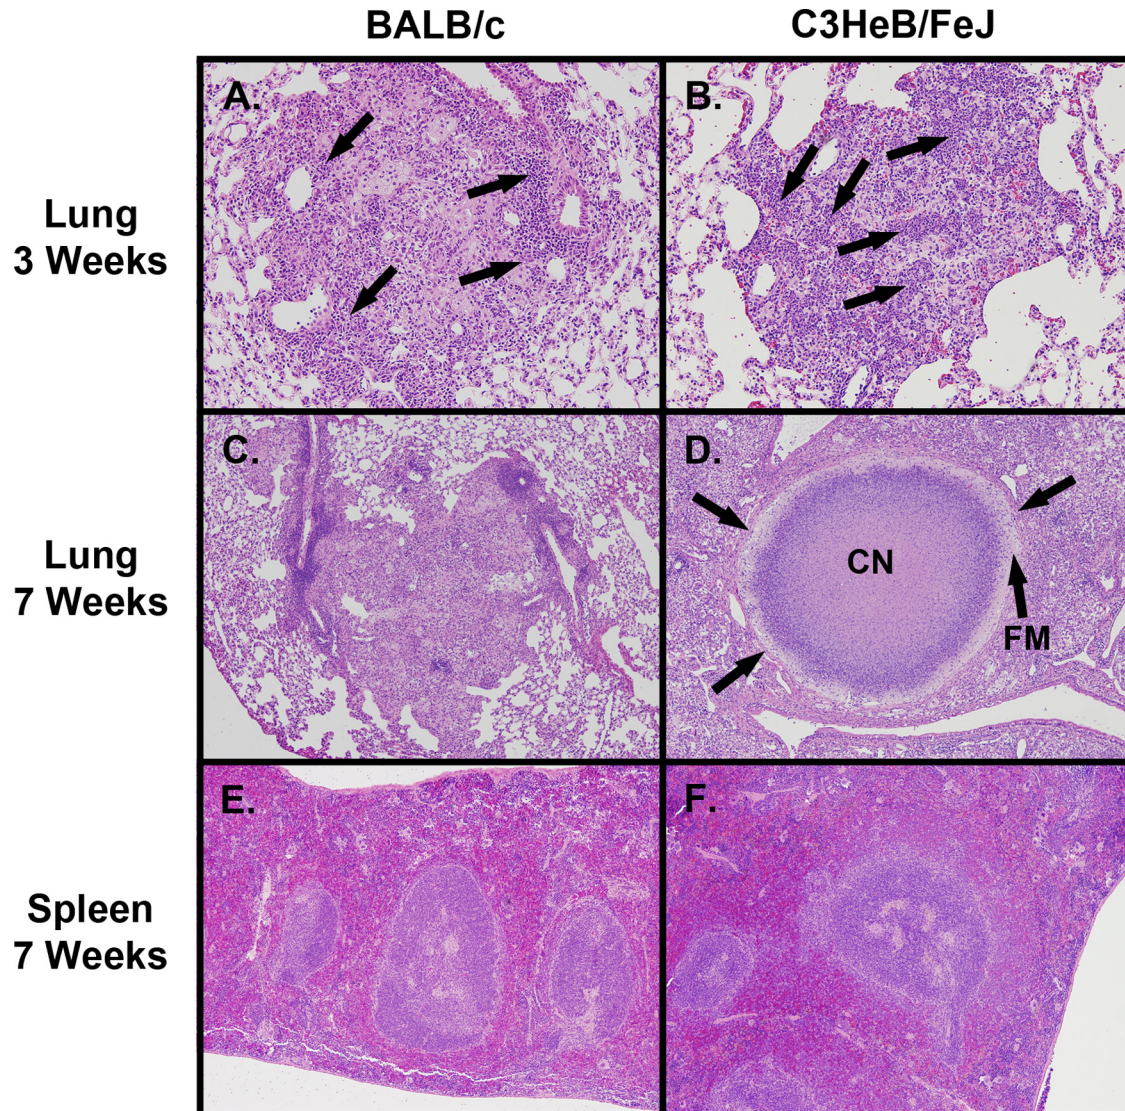 BALB/c
C3HeB/FeJ
Lung
3 Weeks
A.
B.
Lung
7 Weeks
C.
D.
CN
FM
Spleen
7 Weeks
E.
F.